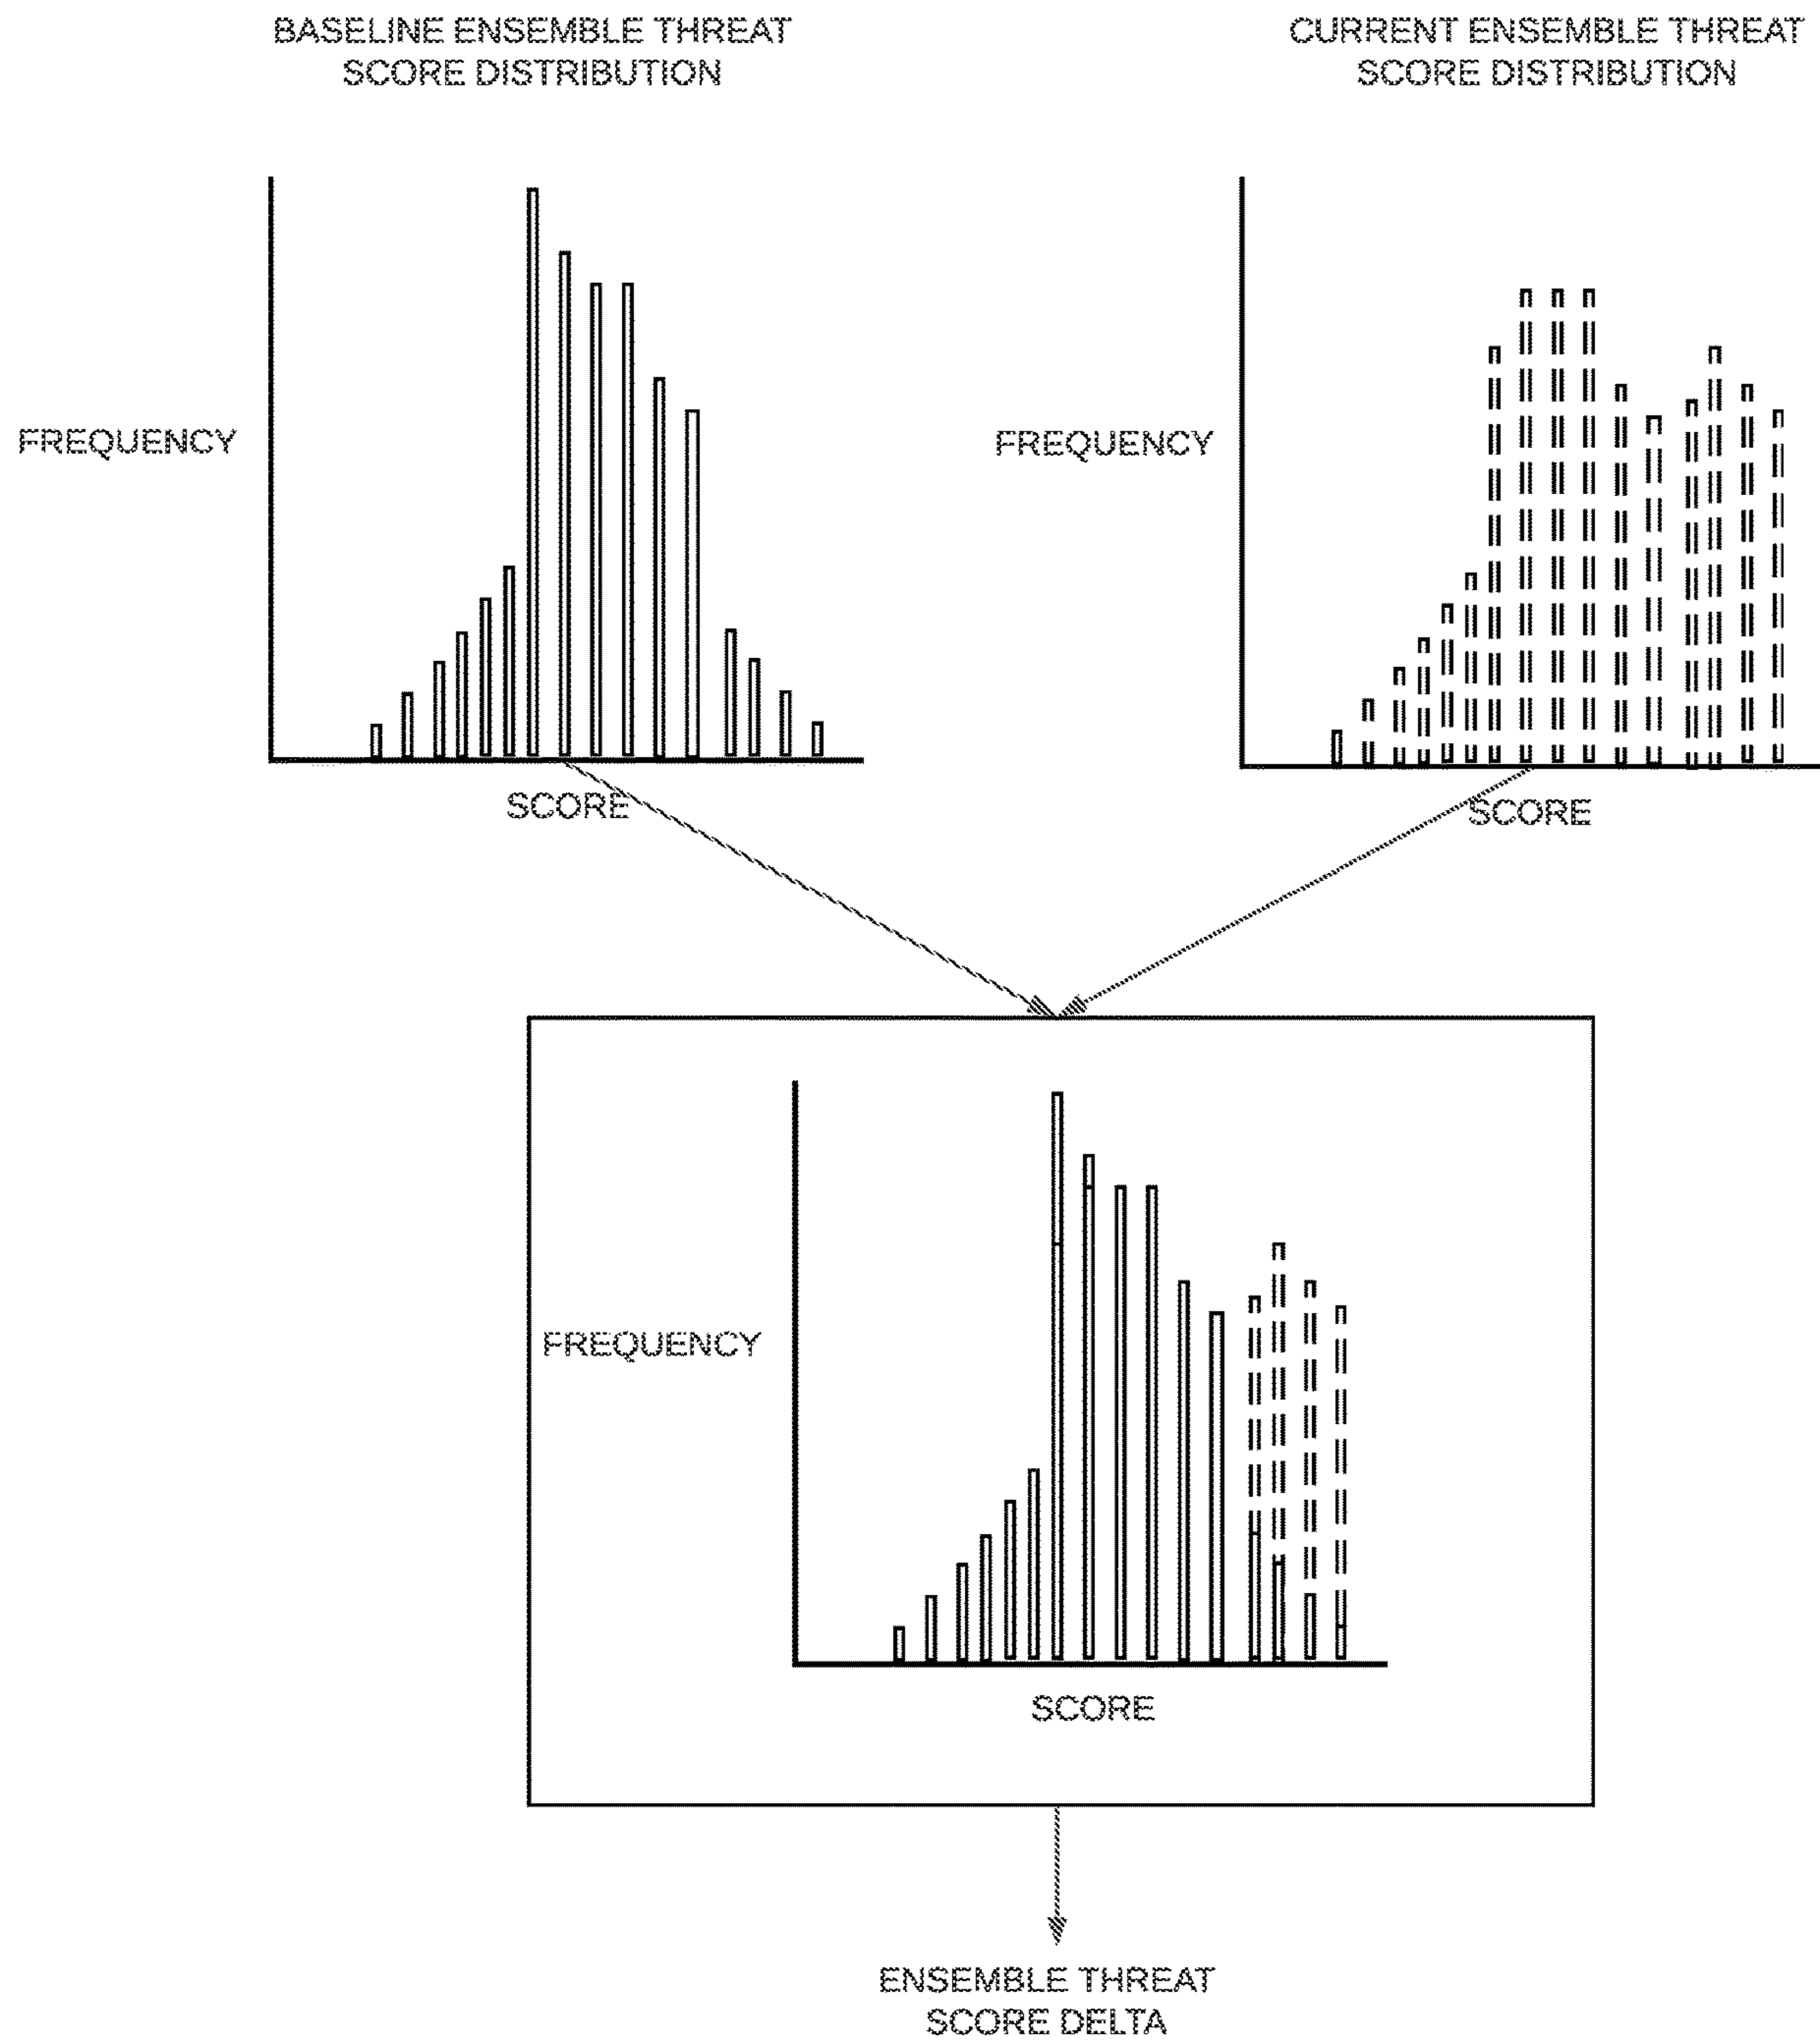 BASELINE ENSEMBLE THREAT
SCORE DISTRIBUTION
CURRENT ENSEMBLE THREAT
SCORE DISTRIBUTION
FREQUENCY
FREQUENCY
SCORE
SCORE
FREQUENCY
SCORE
ENSEMBLE THREAT
SCORE DELTA